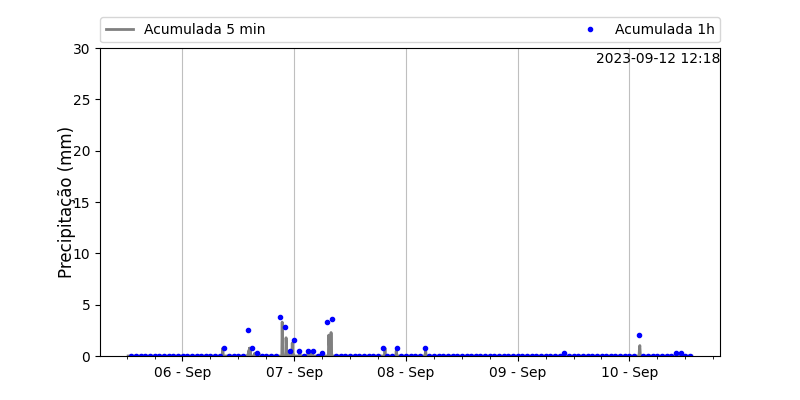 Acumulada 5 min
Acumulada 1h
2023-09-12 12:18
Precipitação (mm)
30
25
20
15
10
5
0
06 - Sep
07 - Sep
08 - Sep
09 - Sep
10 - Sep